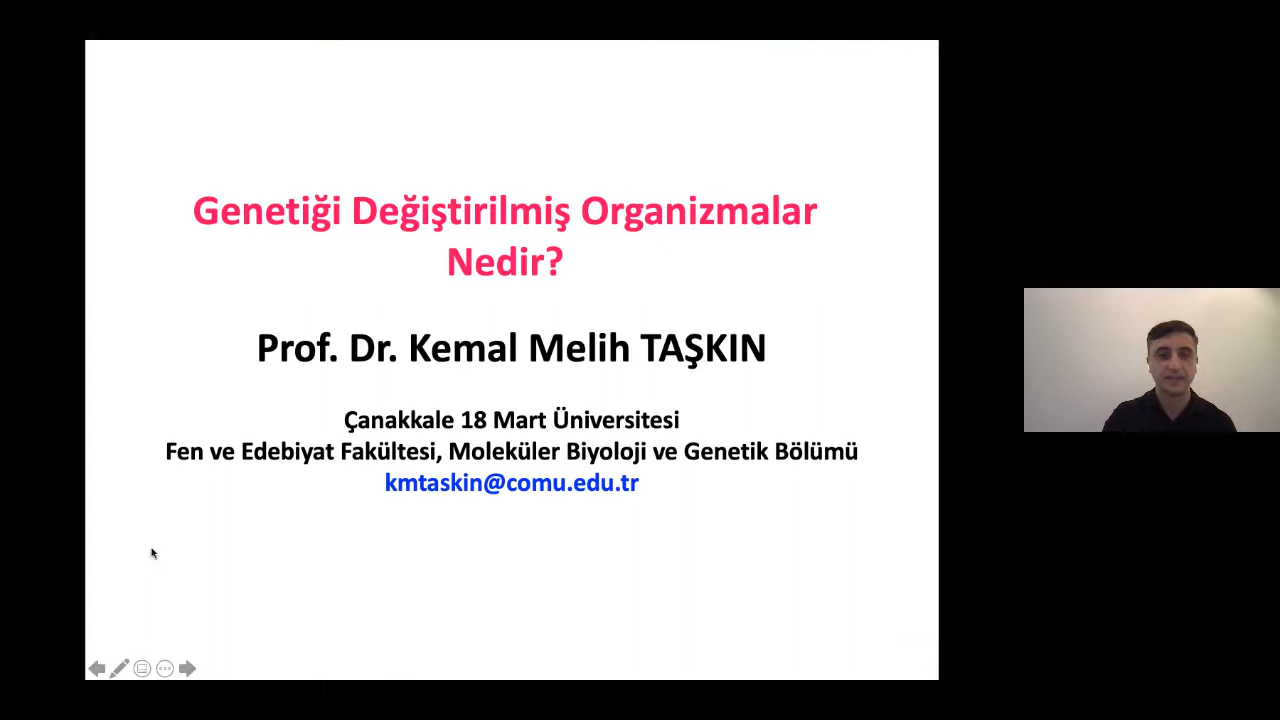 Genetiği Değiştirilmiş Organizmalar
Nedir?
Prof. Dr. Kemal Melih TAŞKIN
Çanakkale 18 Mart Üniversitesi
Fen ve Edebiyat Fakültesi, Moleküler Biyoloji ve Genetik Bölümü
kmtaskin@comu.edu.tr